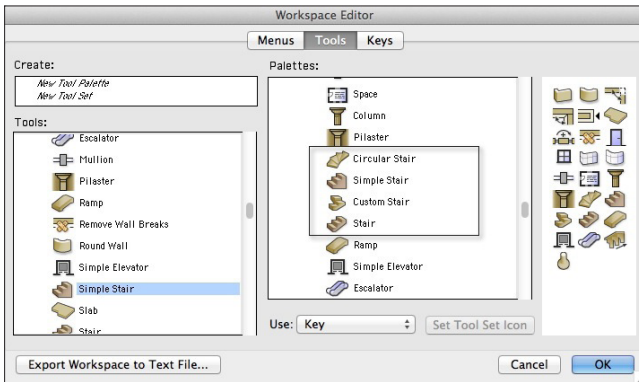 Workspace Editor
Menus Tools Keys
Create:
New Tool Palette
New Tool Set
Tools:
Escalator
Mullion
Pilaster
Ramp
Remove Wall Breaks
Round Wall
Simple Elevator
Simple Stair
Slab
Stair
Palettes:
Space
Column
Pilaster
Circular Stair
Simple Stair
Custom Stair
Stair
Ramp
Simple Elevator
Escalator
Use: Key Set Tool Set Icon
Export Workspace to Text File... Cancel OK